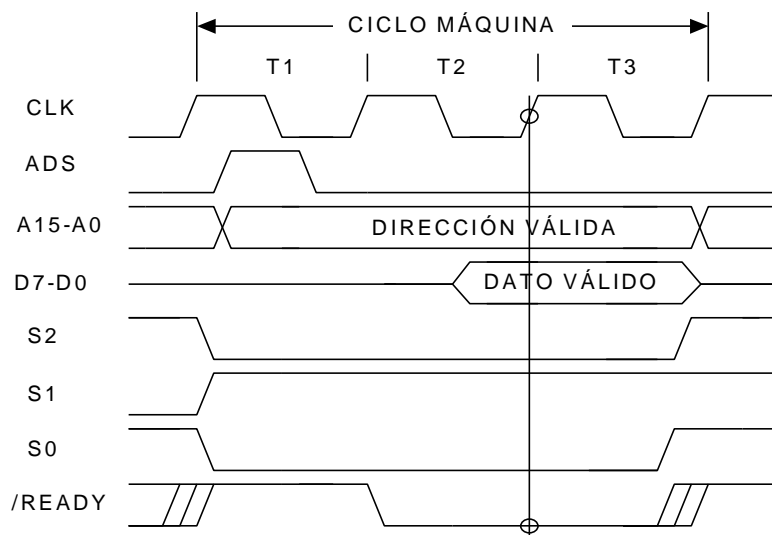 CICLO MÁQUINA
T1 T2 T3
CLK
ADS
A15-A0 DIRECCIÓN VÁLIDA
D7-D0 DATO VÁLIDO
S2
S1
S0
/READY